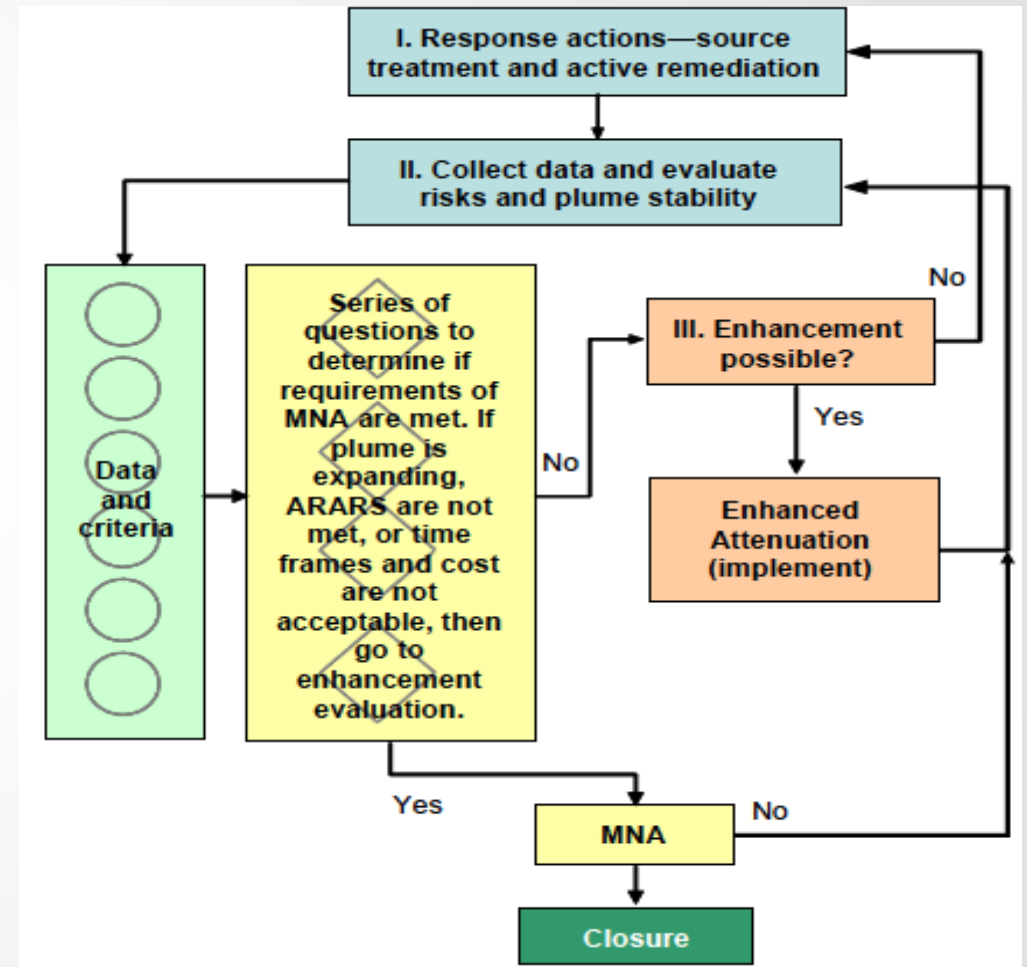 I. Response actions—source
treatment and active remediation
II. Collect data and evaluate
risks and plume stability
Data
and
criteria
Series of
questions to
determine if
requirements of
MNA are met. If
plume is
expanding,
ARARS are not
met, or time
frames and cost
are not
acceptable, then
go to
enhancement
evaluation.
No
III. Enhancement
possible?
No
Yes
Enhanced
Attenuation
(implement)
Yes
MNA
No
Closure